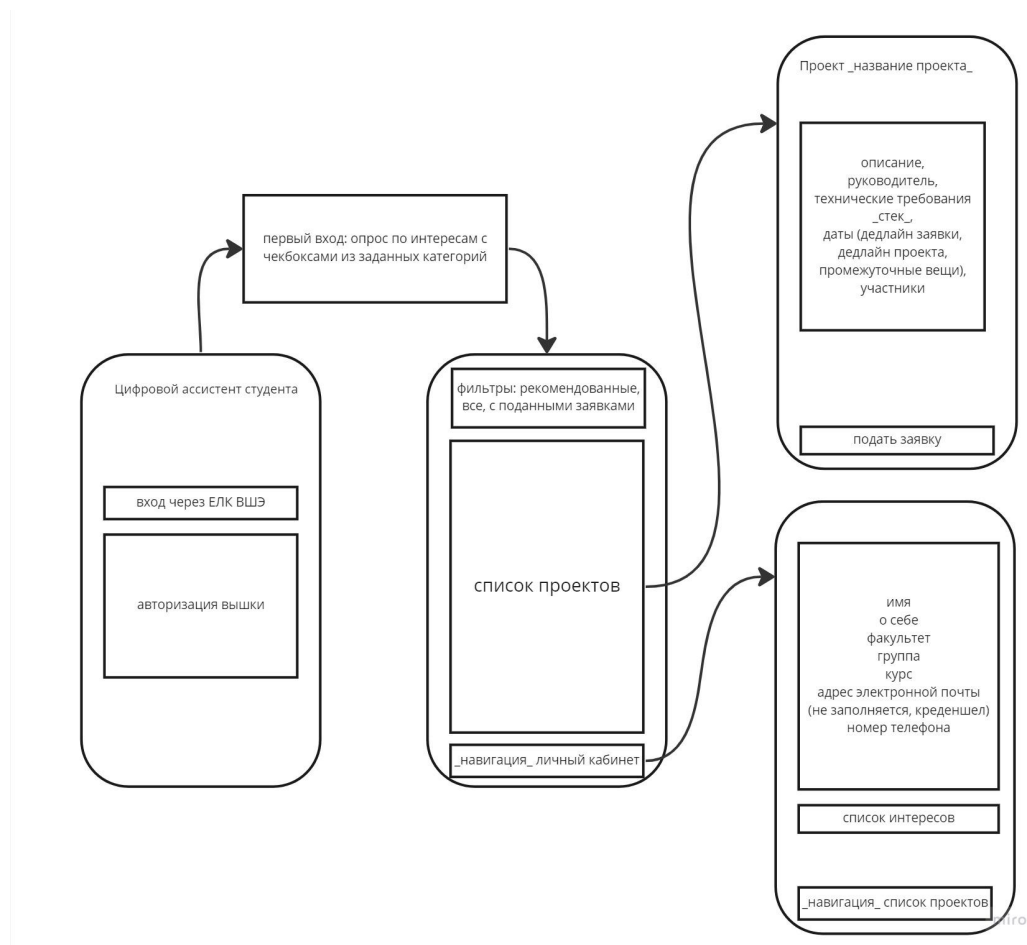 Цифровой ассистент студента
вход через ЕЛК ВШЭ
авторизация вышки
первый вход: опрос по интересам с
чекбоксами из заданных категорий
фильтры: рекомендованные,
все, с поданными заявками
список проектов
_навигация_ личный кабинет
Проект _название проекта_
описание,
руководитель,
технические требования
_стек_,
даты (дедлайн заявки,
дедлайн проекта,
промежуточные вещи),
участники
подать заявку
имя
о себе
факультет
группа
курс
адрес электронной почты
(не заполняется, креденшел)
номер телефона
список интересов
_навигация_ список проектов
miro